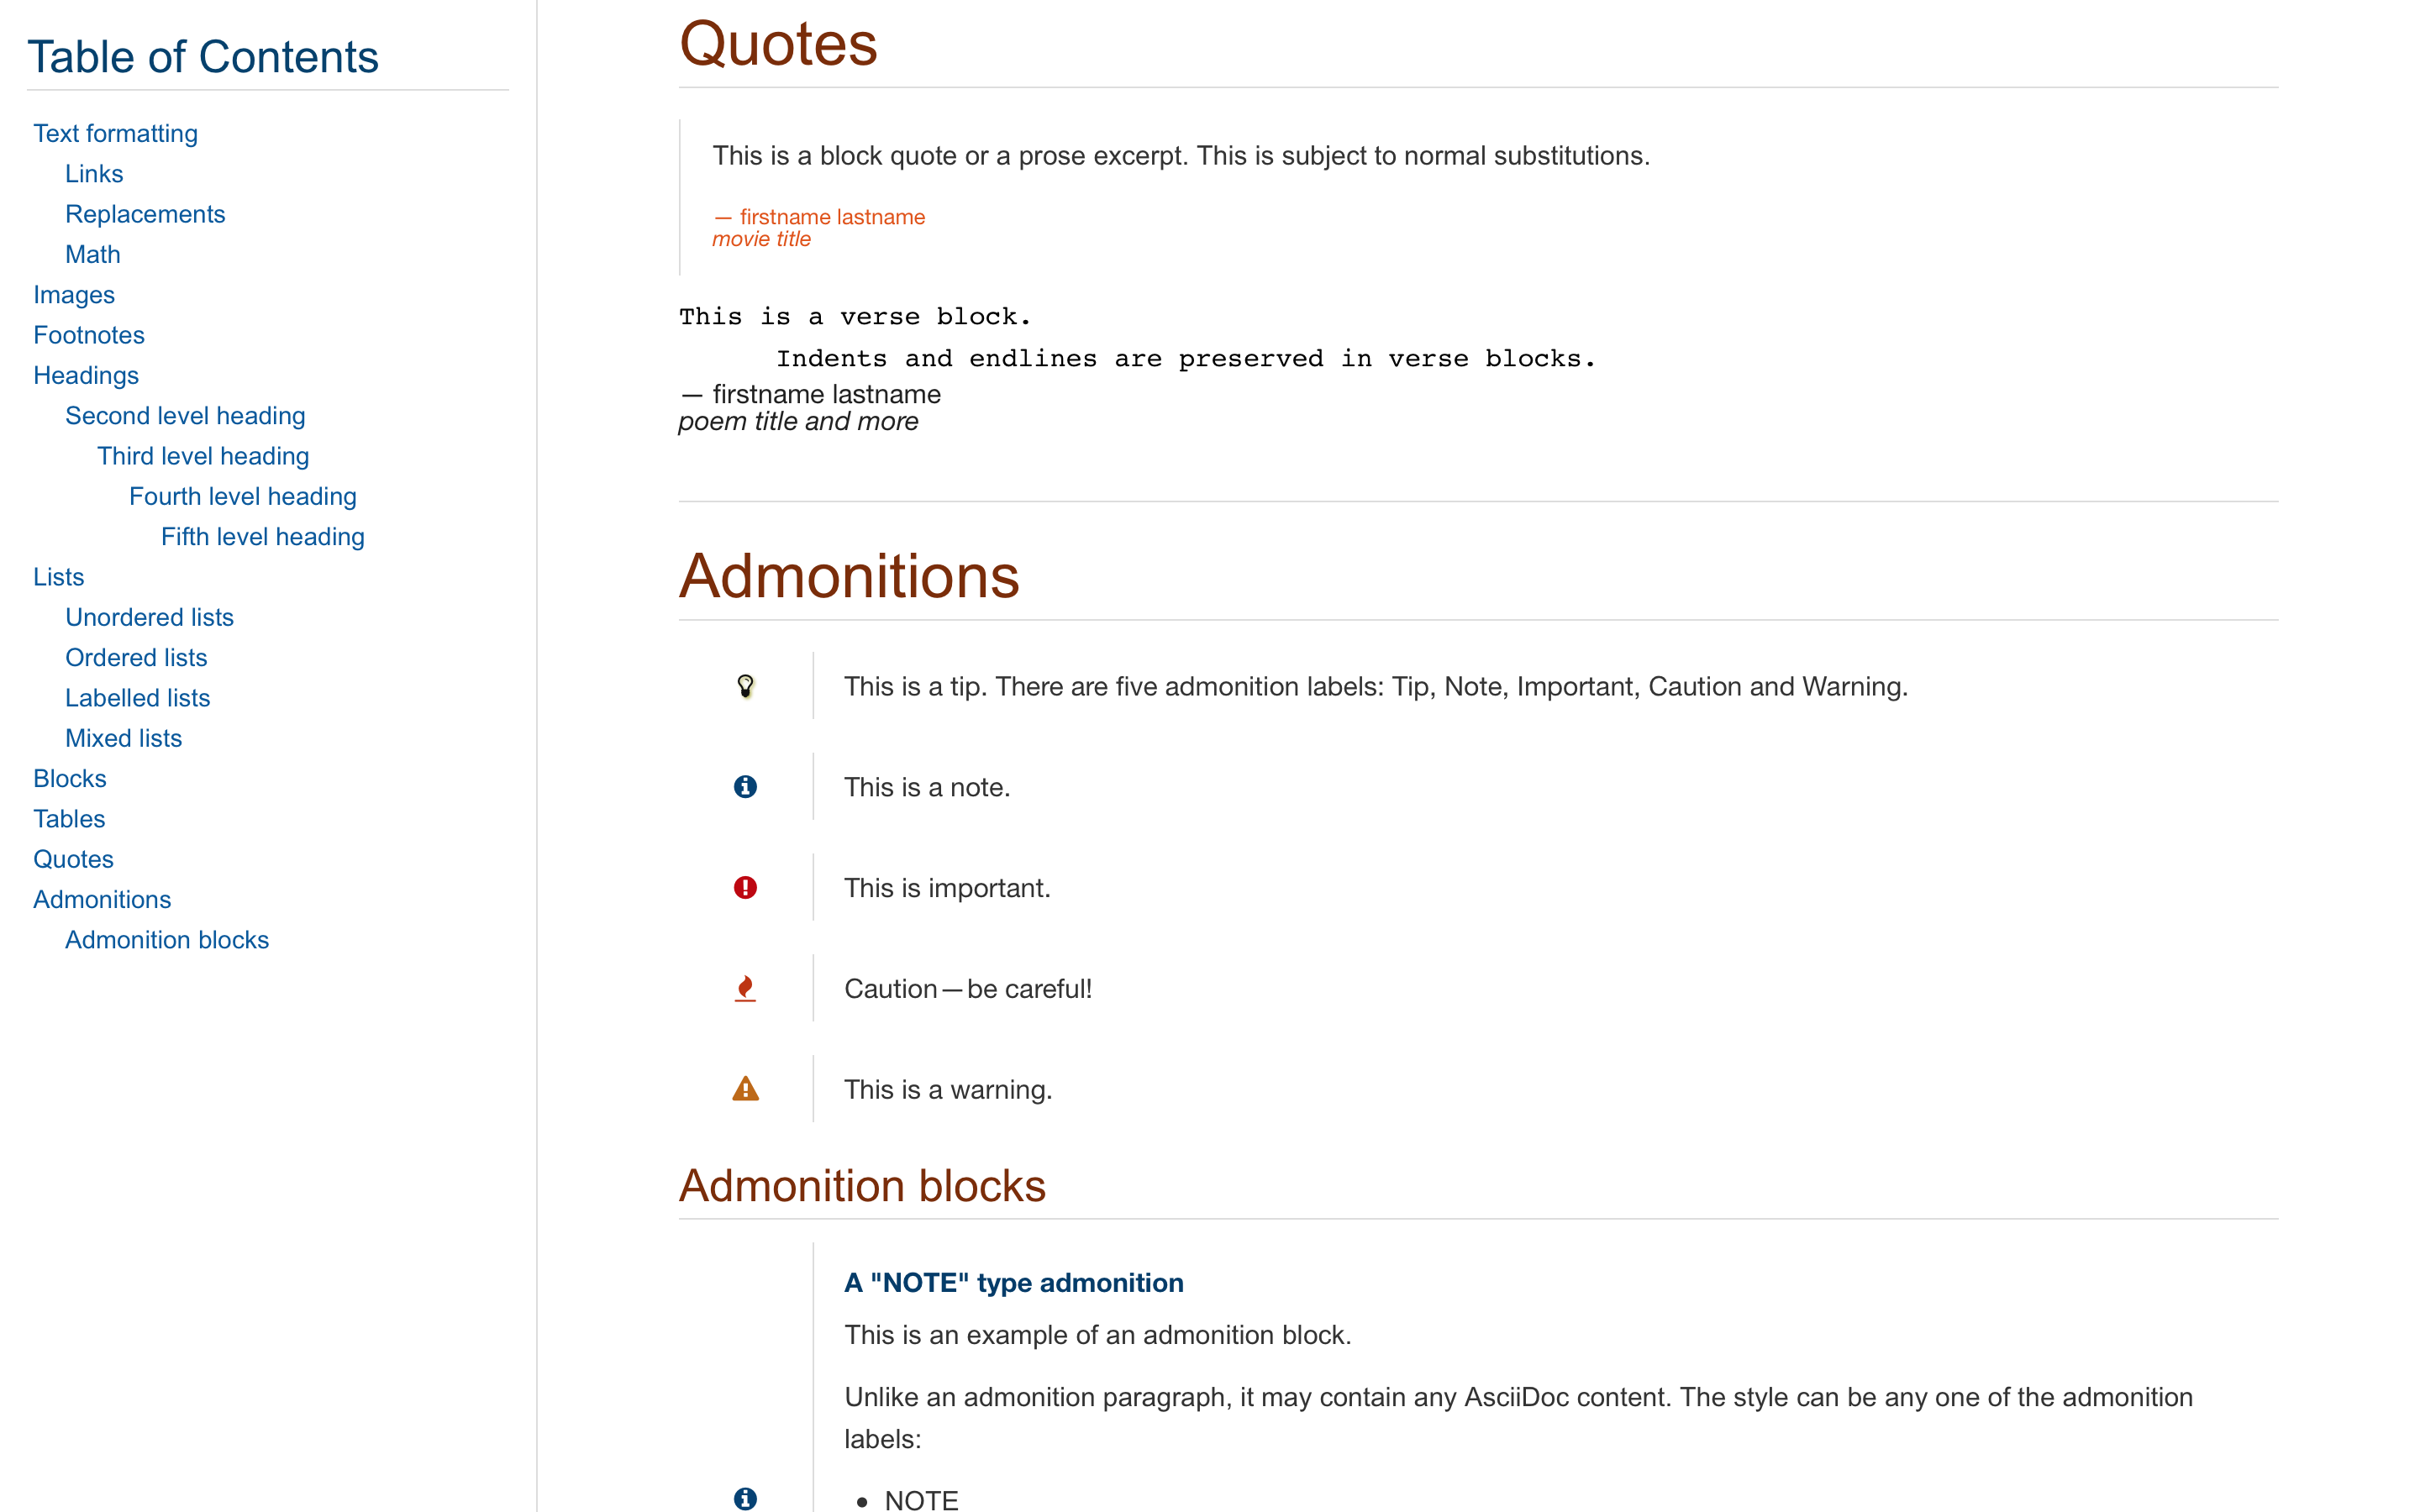 Table of Contents
Text formatting
Links
Replacements
Math
Images
Footnotes
Headings
Second level heading
Third level heading
Fourth level heading
Fifth level heading
Lists
Unordered lists
Ordered lists
Labelled lists
Mixed lists
Blocks
Tables
Quotes
Admonitions
Admonition blocks
Quotes
This is a block quote or a prose excerpt. This is subject to normal substitutions.
— firstname lastname
movie title
This is a verse block.
Indents and endlines are preserved in verse blocks.
— firstname lastname
poem title and more
Admonitions
This is a tip. There are five admonition labels: Tip, Note, Important, Caution and Warning.
This is a note.
This is important.
Caution — be careful!
This is a warning.
Admonition blocks
A "NOTE" type admonition
This is an example of an admonition block.
Unlike an admonition paragraph, it may contain any AsciiDoc content. The style can be any one of the admonition
labels:
• NOTE